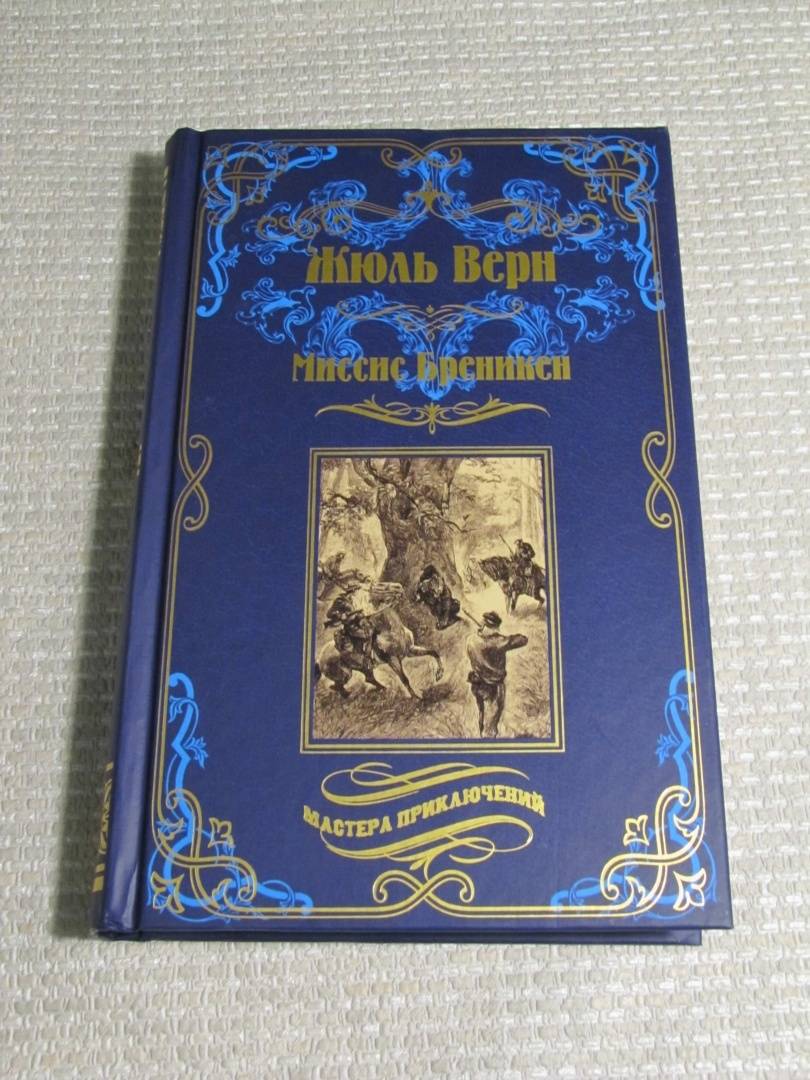 Жюль Верн
Миссис Бреникен
МАСТЕРА ПРИКЛЮЧЕНИЙ